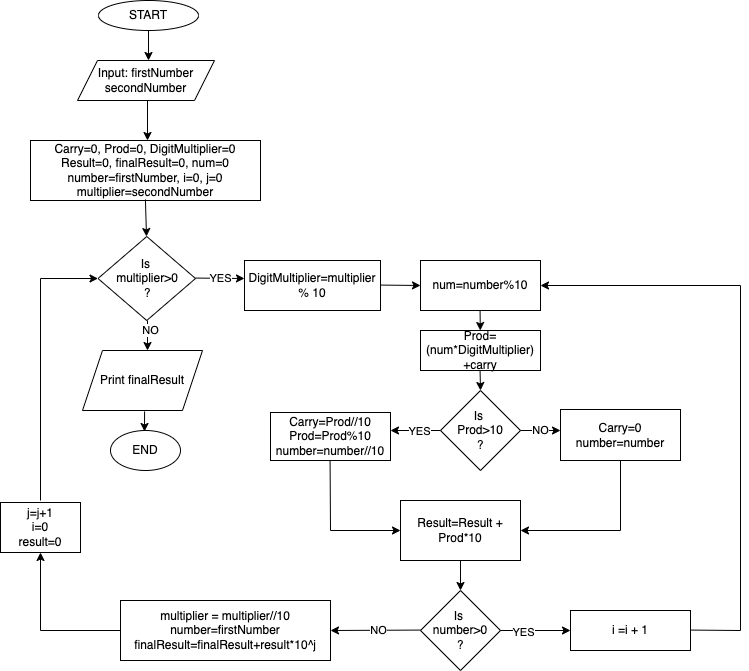 START
Input: firstNumber
secondNumber
Carry=0, Prod=0, DigitMultiplier=0
Result=0, finalResult=0, num=0
number=firstNumber, i=0, j=0
multiplier=secondNumber
Is
multiplier>0
?
YES
DigitMultiplier=multiplier
% 10
num=number%10
NO
Prod=
(num*DigitMultiplier)
+carry
Print finalResult
Is
Prod>10
?
YES
Carry=Prod//10
Prod=Prod%10
number=number//10
NO
Carry=0
number=number
END
Result=Result +
Prod*10
j=j+1
i=0
result=0
Is
number>0
?
NO
multiplier = multiplier//10
number=firstNumber
finalResult=finalResult+result*10^j
YES
i =i + 1